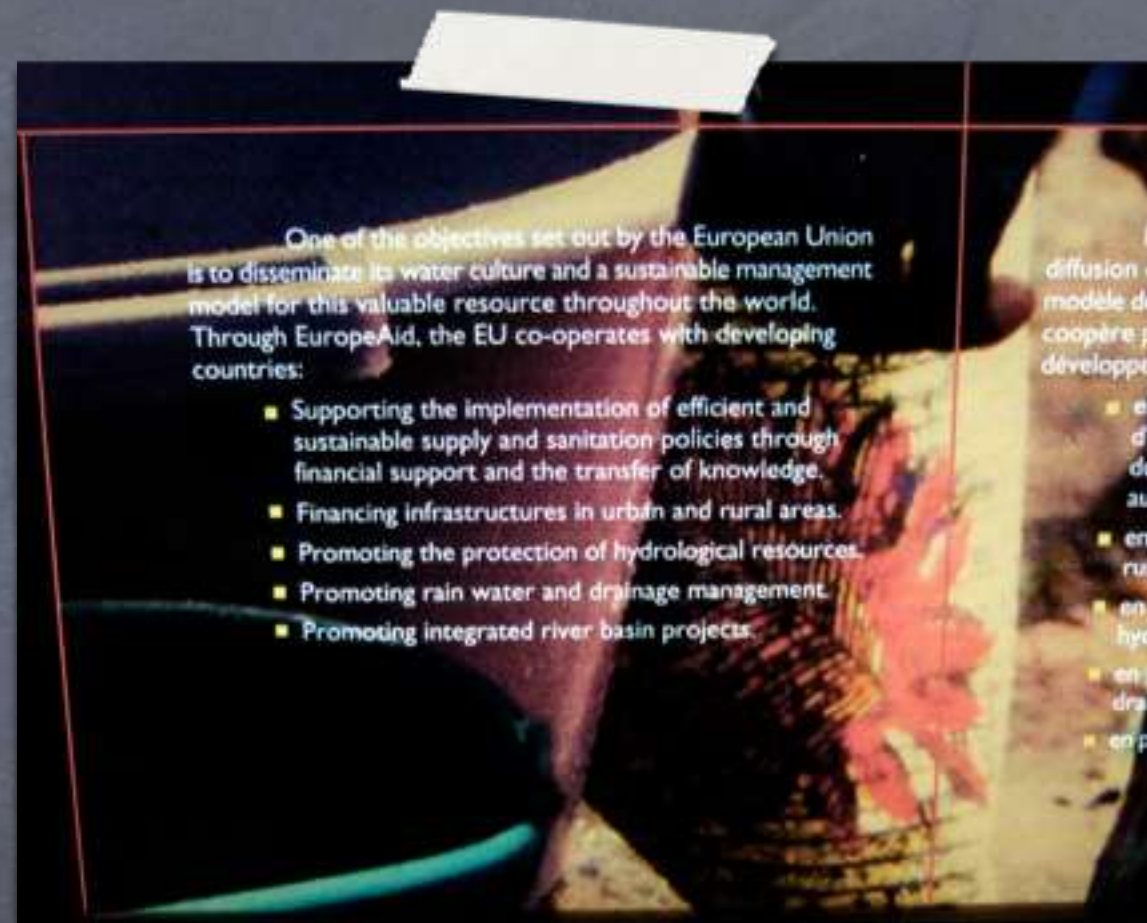 One of the objectives set out by the European Union
is to disseminate its water culture and a sustainable management
model for this valuable resource throughout the world.
Through EuropeAid, the EU co-operates with developing
countries:
■ Supporting the implementation of efficient and
sustainable supply and sanitation policies through
financial support and the transfer of knowledge.
■ Financing infrastructures in urban and rural areas.
■ Promoting the protection of hydrological resources.
■ Promoting rain water and drainage management.
■ Promoting integrated river basin projects.
diffusion
modèle
coopère
■ en
■ en
■ en
■ en